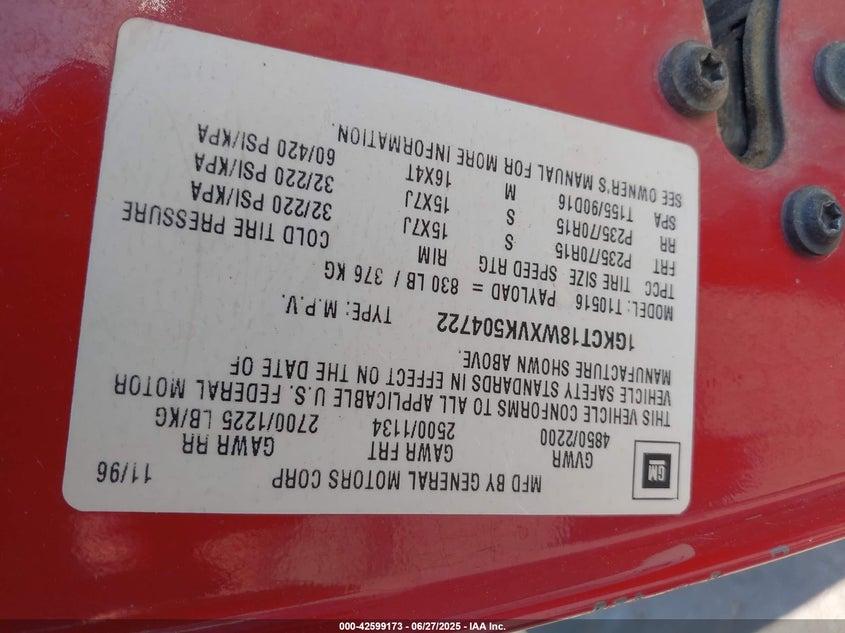 MFD BY GENERAL MOTORS CORP 11/96
GM
GVWR GAWR FRT GAWR RR
4850/2200 2500/1134 2700/1225 LB/KG
THIS VEHICLE CONFORMS TO ALL APPLICABLE U.S. FEDERAL MOTOR
VEHICLE SAFETY STANDARDS IN EFFECT ON THE DATE OF
MANUFACTURE SHOWN ABOVE.
1GKCT18WXVK504722 TYPE: M.P.V.
MODEL: T10516 PAYLOAD = 830 LB / 376 KG
TPCC TIRE SIZE SPEED RTG RIM COLD TIRE PRESSURE
FRT P235/70R15 S 15X7J 32/220 PSI/KPA
RR P235/70R15 S 15X7J 32/220 PSI/KPA
SPA T155/90D16 M 16X4T 60/420 PSI/KPA
SEE OWNER'S MANUAL FOR MORE INFORMATION.
000-42599173 - 06/27/2025 - IAA Inc.